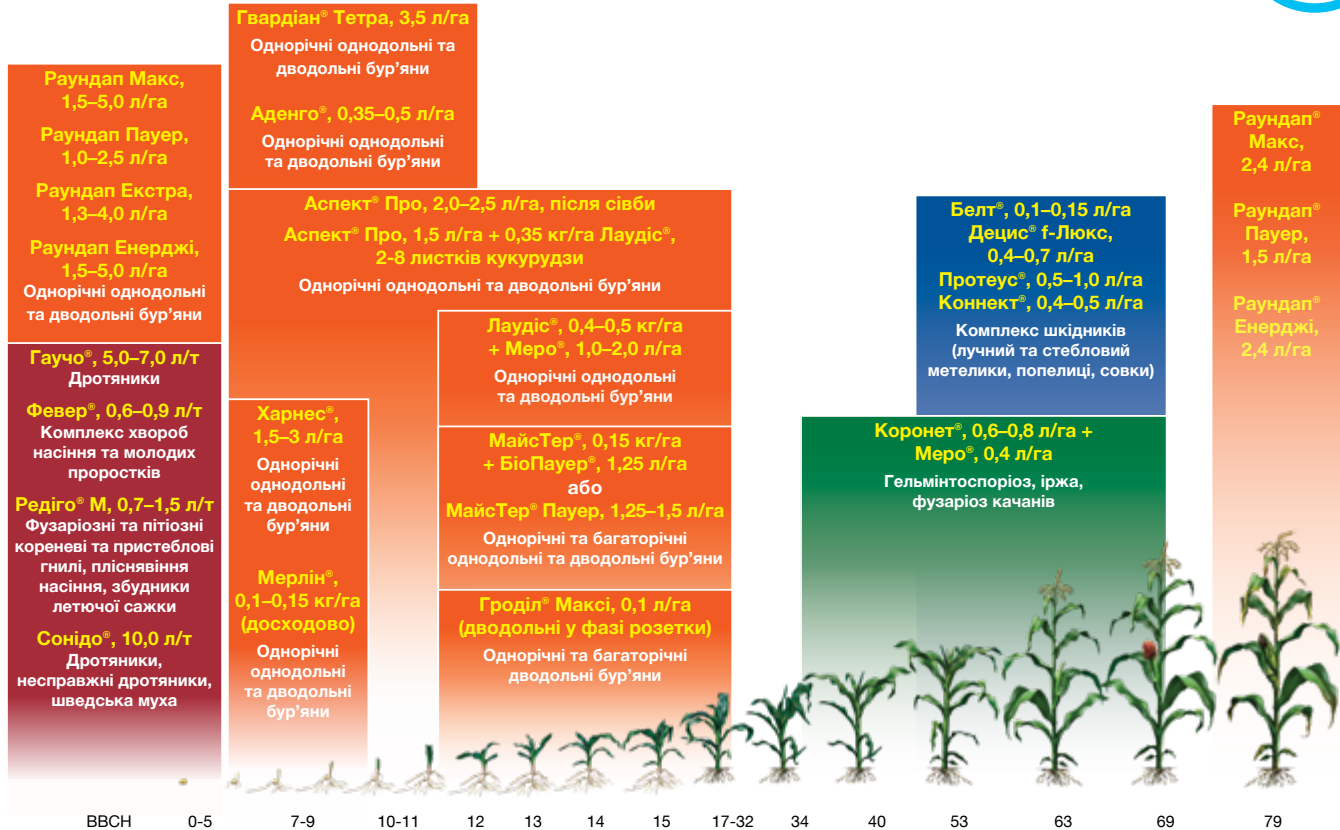 Раундап Макс,
1,5–5,0 л/га
Раундап Пауер,
1,0–2,5 л/га
Раундап Екстра,
1,3–4,0 л/га
Раундап Енерджі,
1,5–5,0 л/га
Однорічні однодольні
та дводольні бур’яни
Гаучо®, 5,0–7,0 л/т
Дротяники
Февер®, 0,6–0,9 л/т
Комплекс хвороб
насіння та молодих
проростків
Редіго® М, 0,7–1,5 л/т
Фузаріозні та пітіозні
кореневі та пристеблові
гнилі, пліснявіння
насіння, збудники
летючої сажки
Сонідо®, 10,0 л/т
Дротяники,
несправжні дротяники,
шведська муха
Гвардіан® Тетра, 3,5 л/га
Однорічні однодольні та
дводольні бур’яни
Аденго®, 0,35–0,5 л/га
Однорічні однодольні
та дводольні бур’яни
Аспект® Про, 2,0–2,5 л/га, після сівби
Аспект® Про, 1,5 л/га + 0,35 кг/га Лаудіс®,
2-8 листків кукурудзи
Однорічні однодольні та дводольні бур’яни
Харнес®,
1,5–3 л/га
Однорічні
однодольні
та дводольні
бур’яни
Мерлін®,
0,1–0,15 кг/га
(досходово)
Однорічні
однодольні
та дводольні
бур’яни
Лаудіс®, 0,4–0,5 кг/га
+ Меро®, 1,0–2,0 л/га
Однорічні однодольні
та дводольні бур’яни
МайсТер®, 0,15 кг/га
+ БіоПауер®, 1,25 л/га
або
МайсТер® Пауер, 1,25–1,5 л/га
Однорічні та багаторічні
однодольні та дводольні бур’яни
Гроділ® Максі, 0,1 л/га
(дводольні у фазі розетки)
Однорічні та багаторічні
дводольні бур’яни
Белт®, 0,1–0,15 л/га
Децис® f-Люкс,
0,4–0,7 л/га
Протеус®, 0,5–1,0 л/га
Коннект®, 0,4–0,5 л/га
Комплекс шкідників
(лучний та стебловий
метелики, попелиці, совки)
Коронет®, 0,6–0,8 л/га +
Меро®, 0,4 л/га
Гельмінтоспоріоз, іржа,
фузаріоз качанів
Раундап®
Макс,
2,4 л/га
Раундап®
Пауер,
1,5 л/га
Раундап®
Енерджі,
2,4 л/га
ВВСН 0-5 7-9 10-11 12 13 14 15 17-32 34 40 53 63 69 79